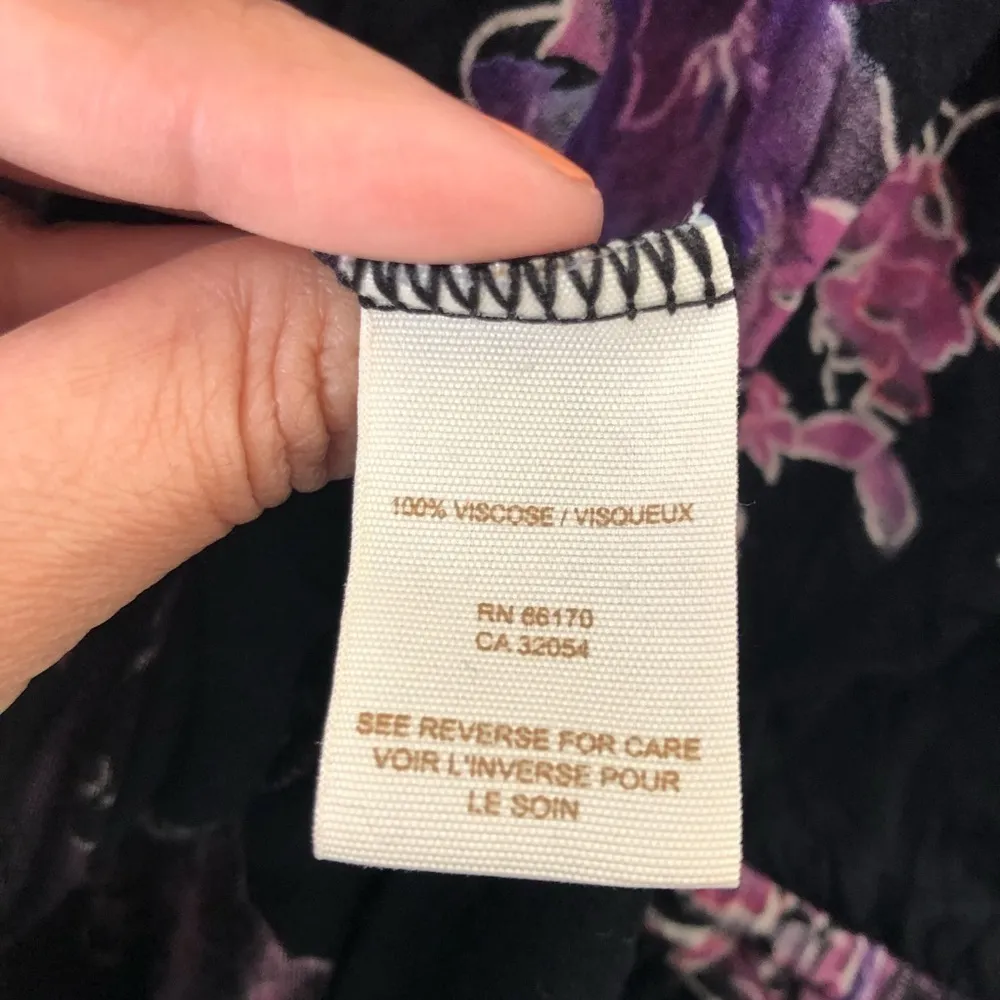 100% VISCOSE / VISQUEUX
RN 66170
CA 32054
SEE REVERSE FOR CARE
VOIR L'INVERSE POUR
LE SOIN